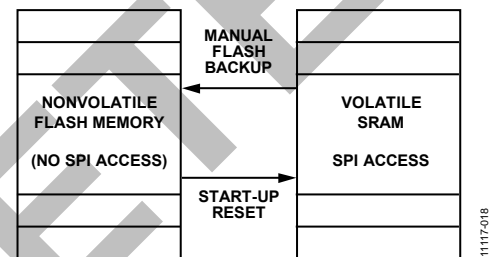 MANUAL
FLASH
BACKUP
NONVOLATILE
FLASH MEMORY
(NO SPI ACCESS)
VOLATILE
SRAM
SPI ACCESS
START-UP
RESET
11117-018